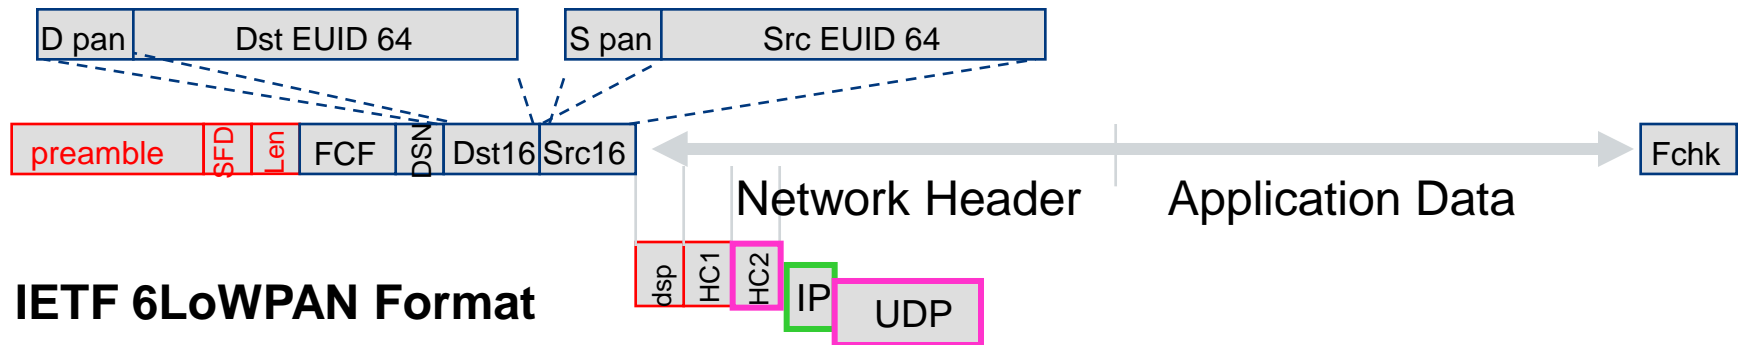 D pan Dst EUID 64 S pan Src EUID 64
preamble SFD Len FCF DSN Dst16 Src16 Fchk
Network Header Application Data
dsp HC1 HC2 IP UDP
IETF 6LoWPAN Format